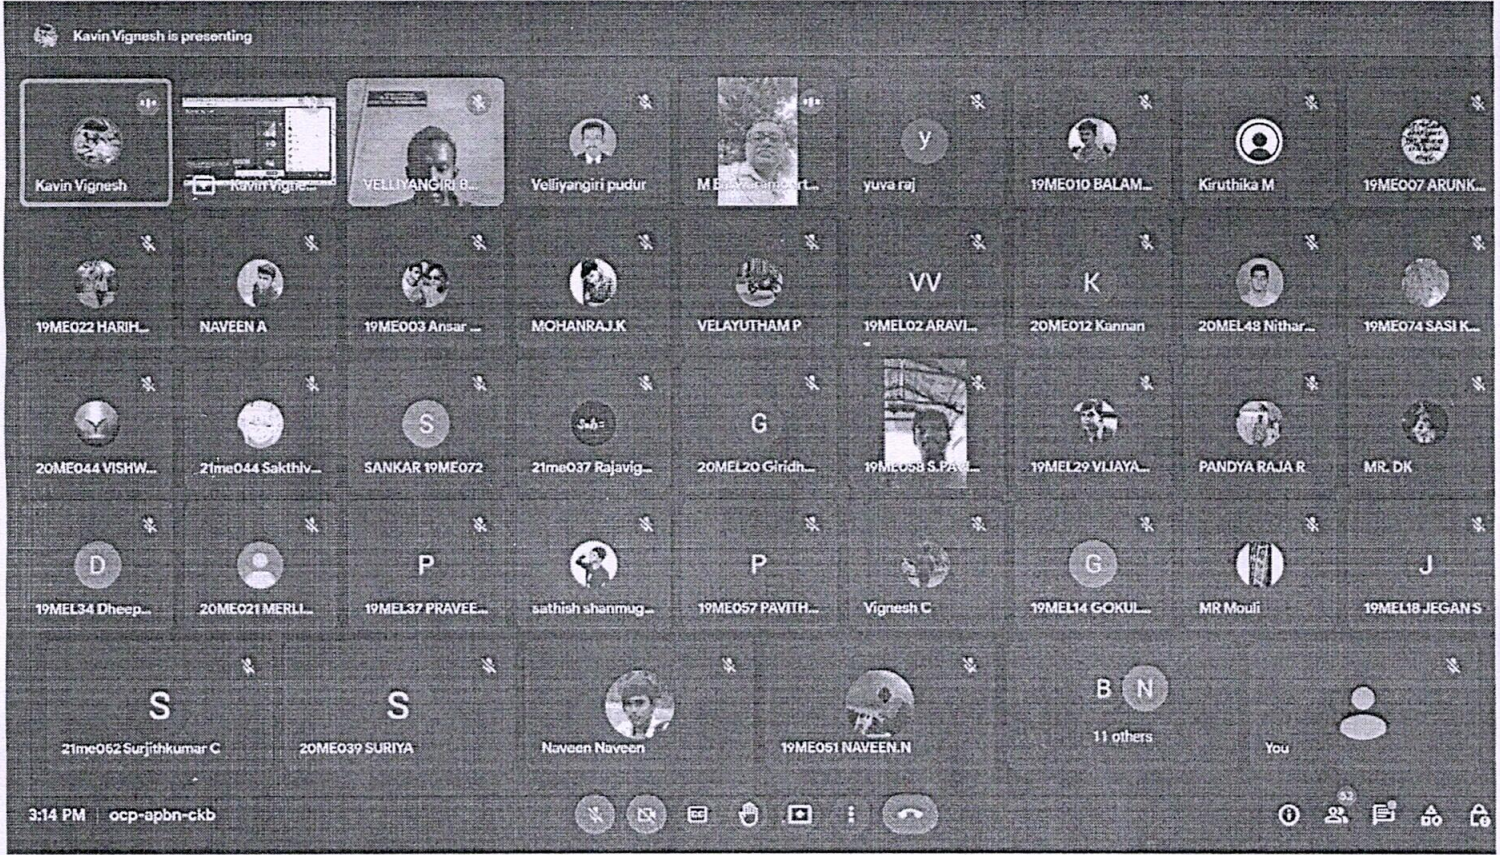 Kavin Vignesh is presenting
Kavin Vignesh
Kavin Vigne...
VELLIYANGIRI B...
Velliyangiri pudur
yuva raj
19ME010 BALAM...
Kiruthika M
19ME007 ARUNK...
19ME022 HARIH...
NAVEEN A
19ME003 Ansar ...
MOHANRAJ.K
VELAYUTHAM P
19MEL02 ARAVI...
K
20ME012 Kannan
20MEL48 Nithar...
19ME074 SASI K...
20ME044 VISHW...
21me044 Sakthiv...
S
SANKAR 19ME072
21me037 Rajavig...
G
20MEL20 Giridh...
19MEL29 VIJAYA...
PANDYA RAJA R
MR. DK
D
19MEL34 Dheep...
20ME021 MERLI...
P
19MEL37 PRAVEE...
sathish shanmug...
P
19ME057 PAVITH...
Vignesh C
G
19MEL14 GOKUL...
MR Mouli
J
19MEL18 JEGAN S
S
21me062 Surjithkumar C
S
20ME039 SURIYA
Naveen Naveen
19ME051 NAVEEN.N
B N
11 others
You
3:14 PM | ocp-apbn-ckb
CC
52